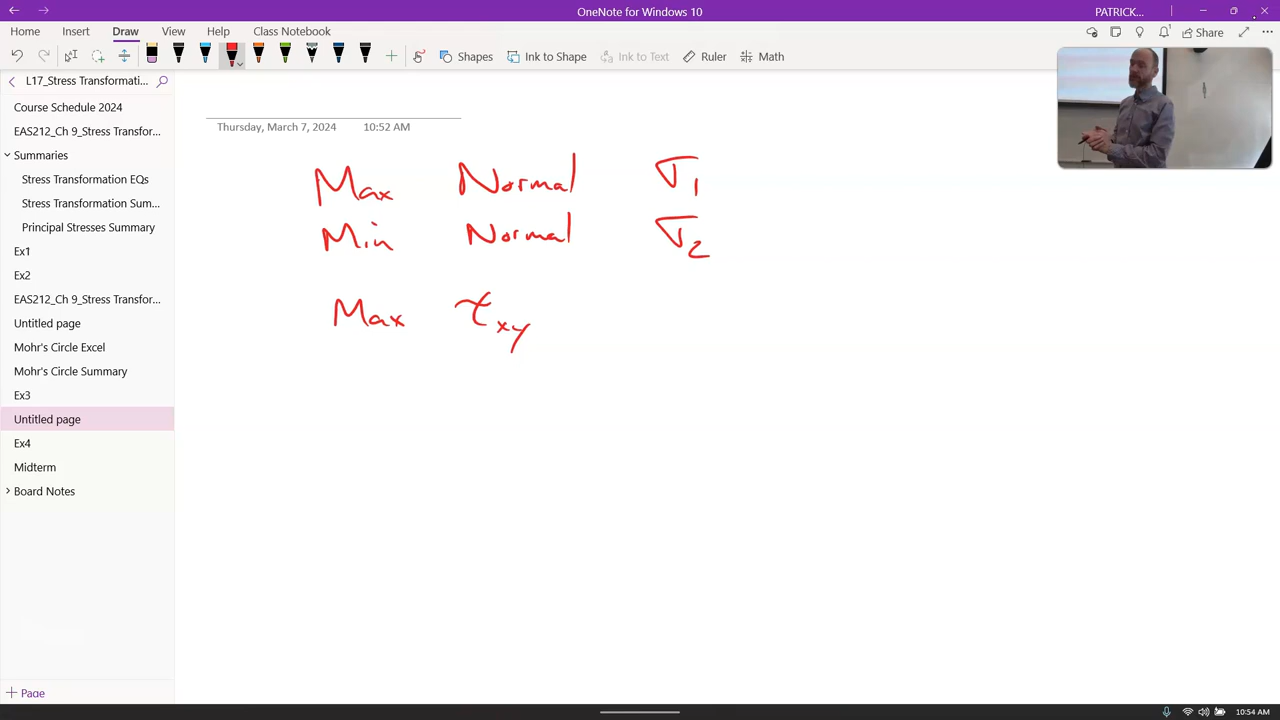 OneNote for Windows 10
PATRICK...
Home Insert Draw View Help Class Notebook
Share
Shapes Ink to Shape Ink to Text Ruler Math
L17_Stress Transformati...
Course Schedule 2024
EAS212_Ch 9_Stress Transfor...
Summaries
Stress Transformation EQs
Stress Transformation Sum...
Principal Stresses Summary
Ex1
Ex2
EAS212_Ch 9_Stress Transfor...
Untitled page
Mohr's Circle Excel
Mohr's Circle Summary
Ex3
Untitled page
Ex4
Midterm
Board Notes
Page
Thursday, March 7, 2024 10:52 AM
Max Normal σ₁
Min Normal σ₂
Max τxy
10:54 AM